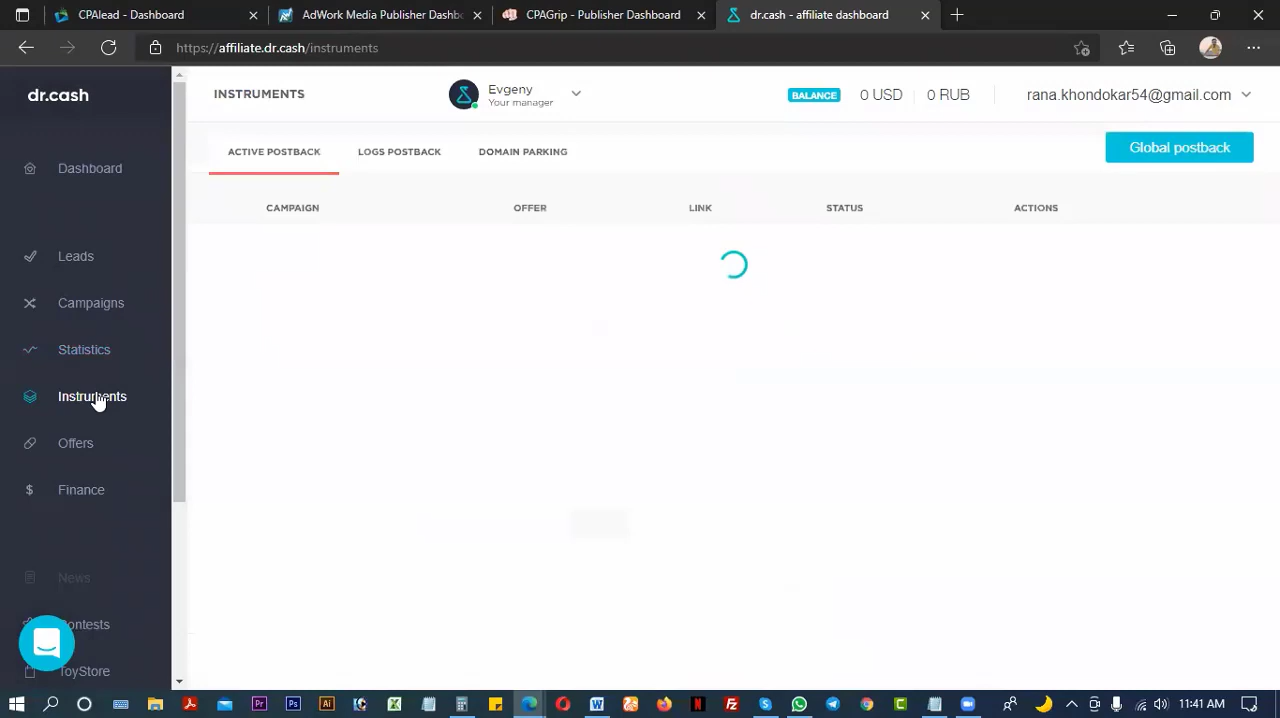 CPAlead - Dashboard
AdWork Media Publisher Dashb
CPAGrip - Publisher Dashboard
dr.cash - affiliate dashboard
https://affiliate.dr.cash/instruments
dr.cash
INSTRUMENTS
Evgeny
Your manager
BALANCE
0 USD
0 RUB
rana.khondokar54@gmail.com
Dashboard
ACTIVE POSTBACK
LOGS POSTBACK
DOMAIN PARKING
Global postback
CAMPAIGN
OFFER
LINK
STATUS
ACTIONS
Leads
Campaigns
Statistics
Instruments
Offers
$ Finance
News
ontests
ToyStore
11:41 AM